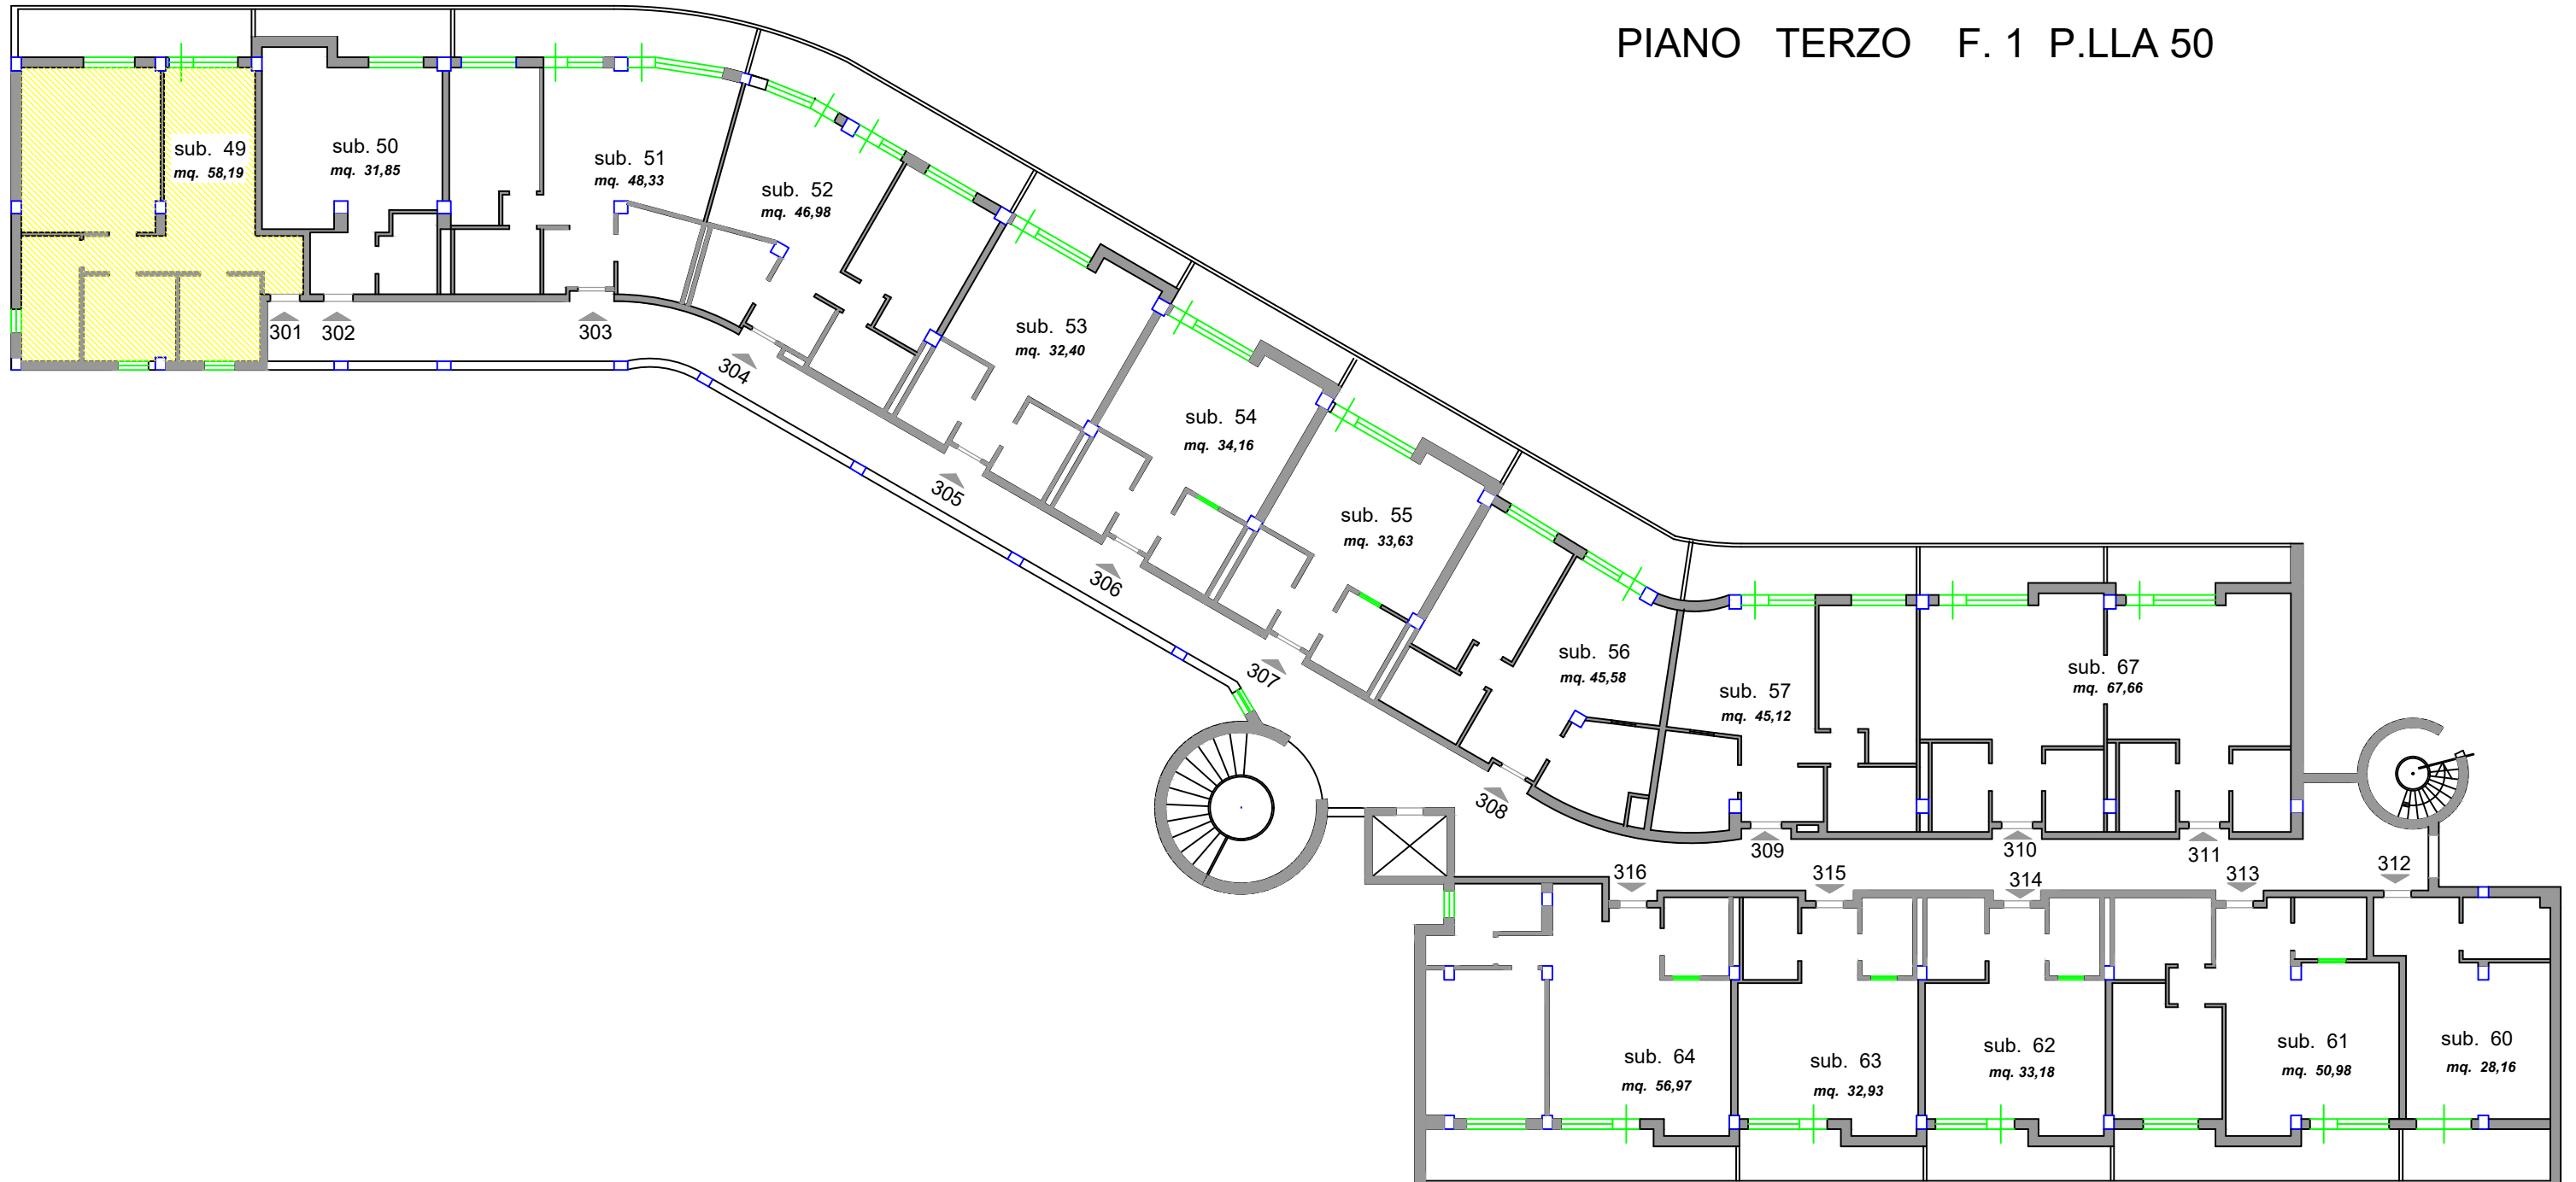 PIANO TERZO F. 1 P.LLA 50
sub. 49
mq. 58,19
sub. 50
mq. 31,85
sub. 51
mq. 48,33
sub. 52
mq. 46,98
sub. 53
mq. 32,40
sub. 54
mq. 34,16
sub. 55
mq. 33,63
sub. 56
mq. 45,58
sub. 57
mq. 45,12
sub. 67
mq. 67,66
301
302
303
304
305
306
307
308
309
310
311
312
313
314
315
316
sub. 64
mq. 56,97
sub. 63
mq. 32,93
sub. 62
mq. 33,18
sub. 61
mq. 50,98
sub. 60
mq. 28,16